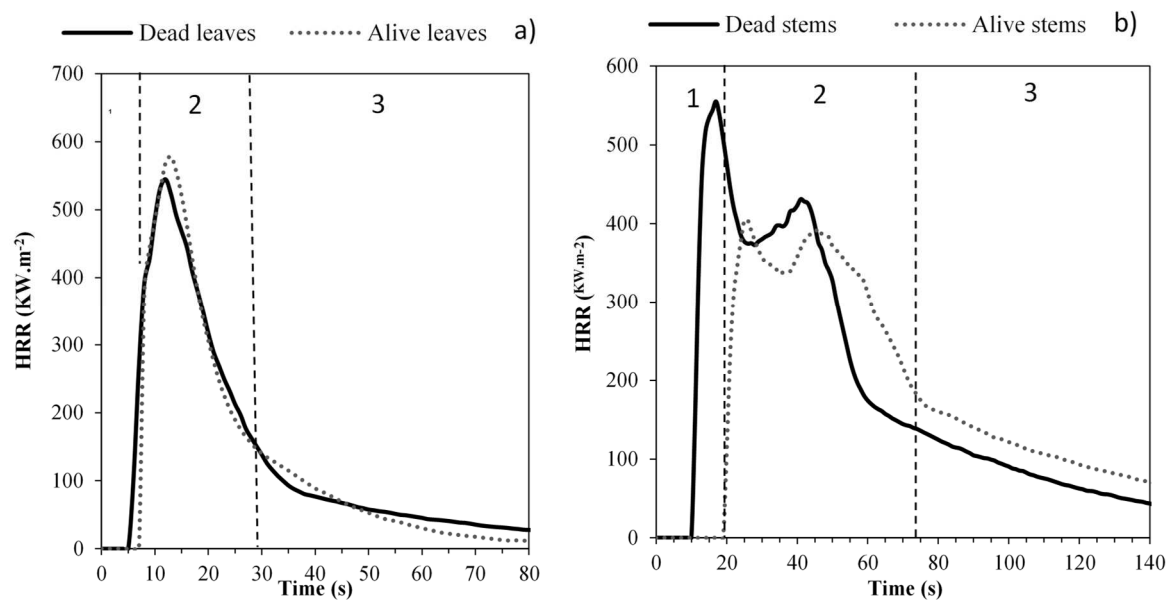 Dead leaves Alive leaves a)
700
600
500
400
300
200
100
0
HRR (KW.m-2)
1 2 3
0 10 20 30 40 50 60 70 80
Time (s)
Dead stems Alive stems b)
600
500
400
300
200
100
0
HRR (KW.m-2)
1 2 3
0 20 40 60 80 100 120 140
Time (s)